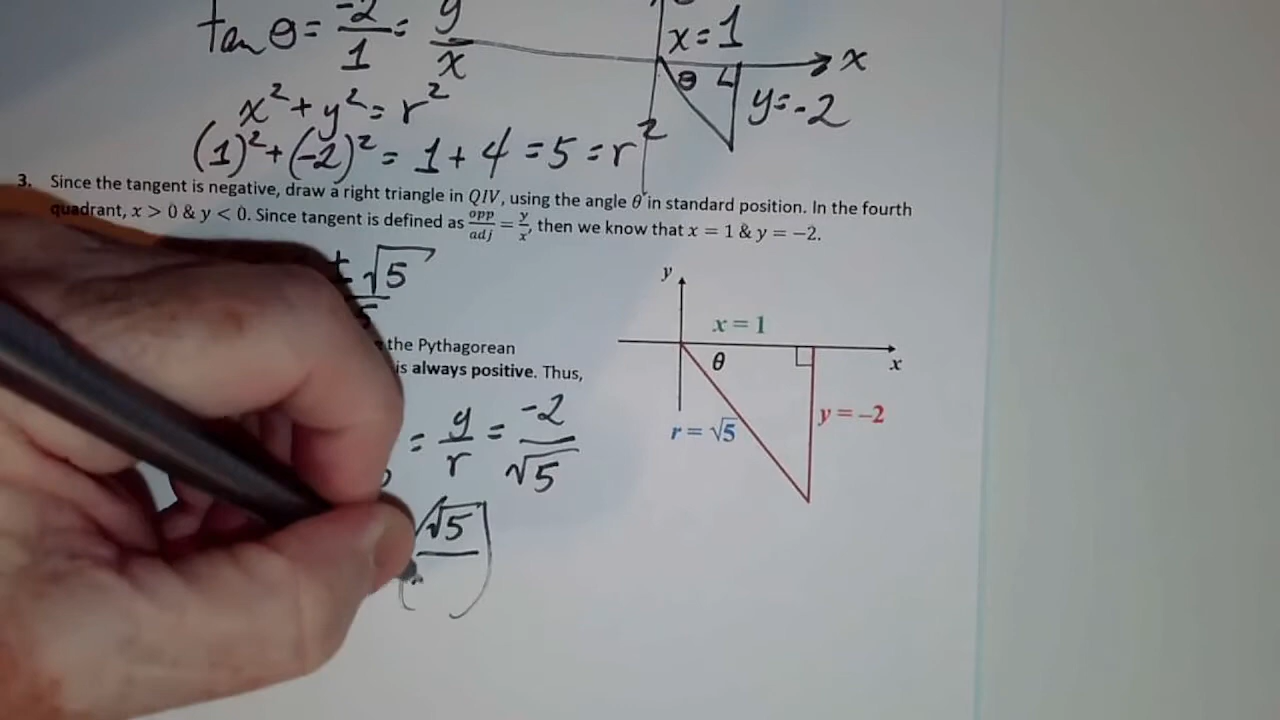 tan θ = -2/1 = y/x
x = 1
x
θ
y = -2
x² + y² = r²
(1)² + (-2)² = 1 + 4 = 5 = r²
3. Since the tangent is negative, draw a right triangle in QIV, using the angle θ in standard position. In the fourth
quadrant, x > 0 & y < 0. Since tangent is defined as opp/adj = y/x, then we know that x = 1 & y = −2.
± √5
the Pythagorean
is always positive. Thus,
y
x = 1
x
θ
y = −2
r = √5
= y/r = -2/√5
√5